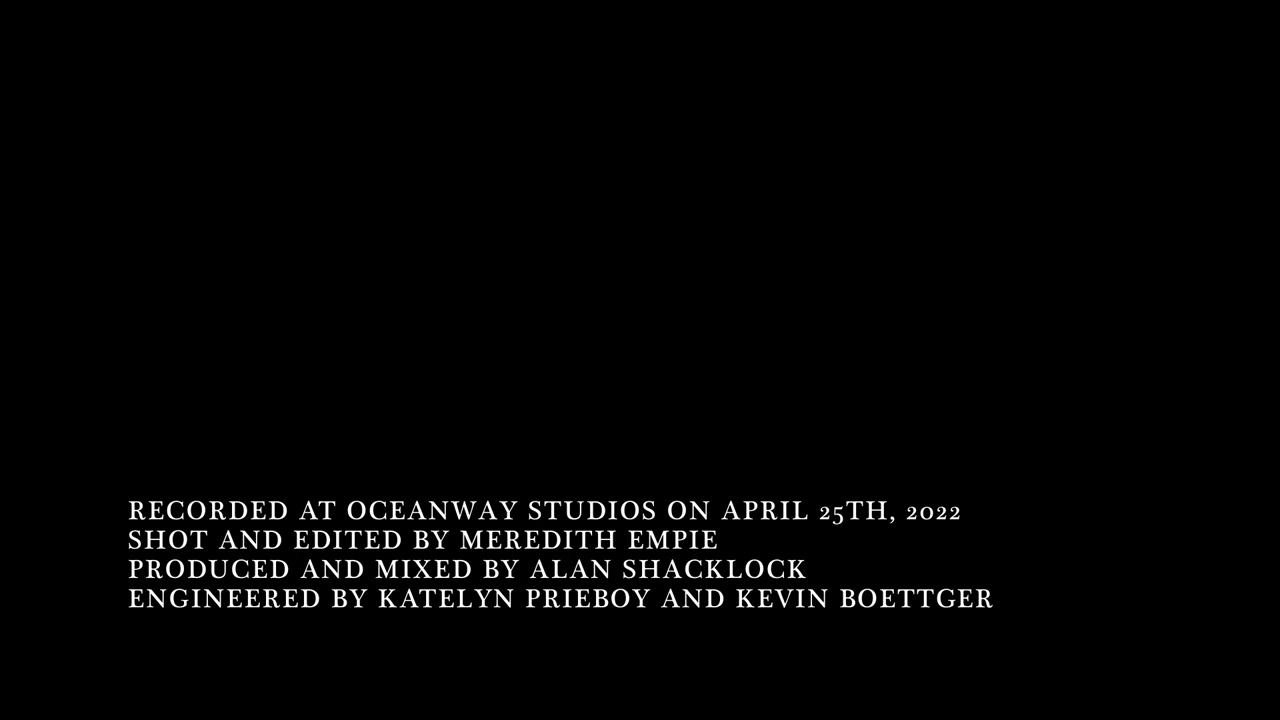 RECORDED AT OCEANWAY STUDIOS ON APRIL 25TH, 2022
SHOT AND EDITED BY MEREDITH EMPIE
PRODUCED AND MIXED BY ALAN SHACKLOCK
ENGINEERED BY KATELYN PRIEBOY AND KEVIN BOETTGER